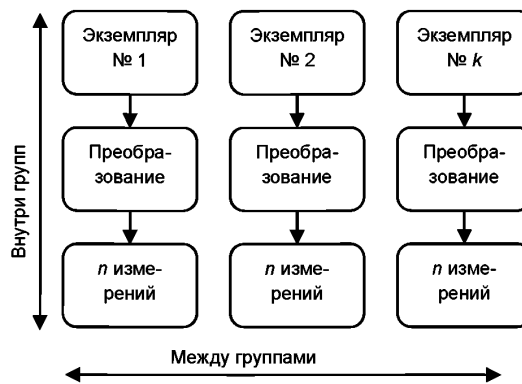 Экземпляр
№ 1
Экземпляр
№ 2
Экземпляр
№ k
Преобра-
зование
Преобра-
зование
Преобра-
зование
n изме-
рений
n изме-
рений
n изме-
рений
Внутри групп
Между группами